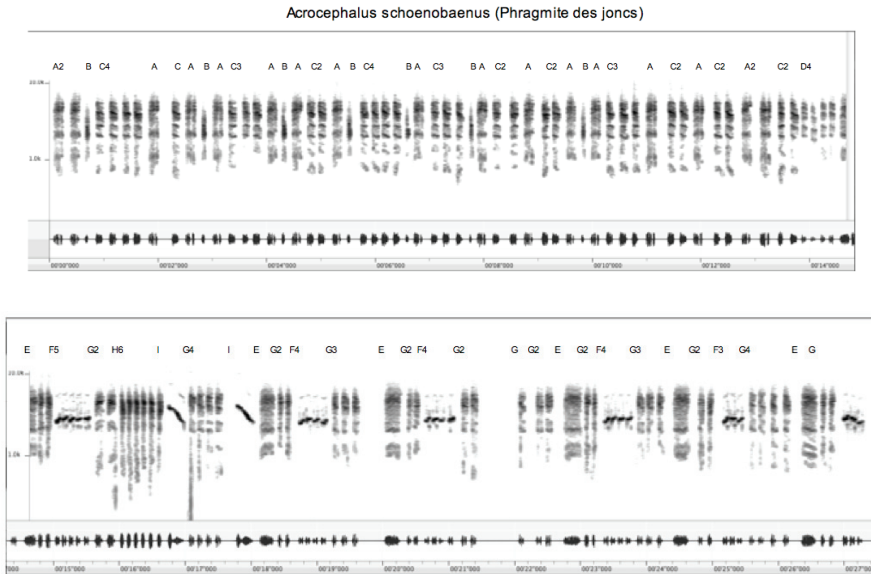 Acrocephalus schoenobaenus (Phragmite des joncs)
A2 B C4 A C A B A C3 A B A C2 A B C4 B A C3 B A C2 A C2 A B A C3 A C2 A C2 A2 C2 D4
1.0k
00'00"000 00'02"000 00'04"000 00'06"000 00'08"000 00'10"000 00'12"000 00'14"000
E F5 G2 H6 I G4 I E G2 F4 G3 E G2 F4 G2 G G2 E G2 F4 G3 E G2 F3 G4 E G
20.0k
1.0k
00'15"000 00'16"000 00'17"000 00'18"000 00'19"000 00'20"000 00'21"000 00'22"000 00'23"000 00'24"000 00'25"000 00'26"000 00'27"0